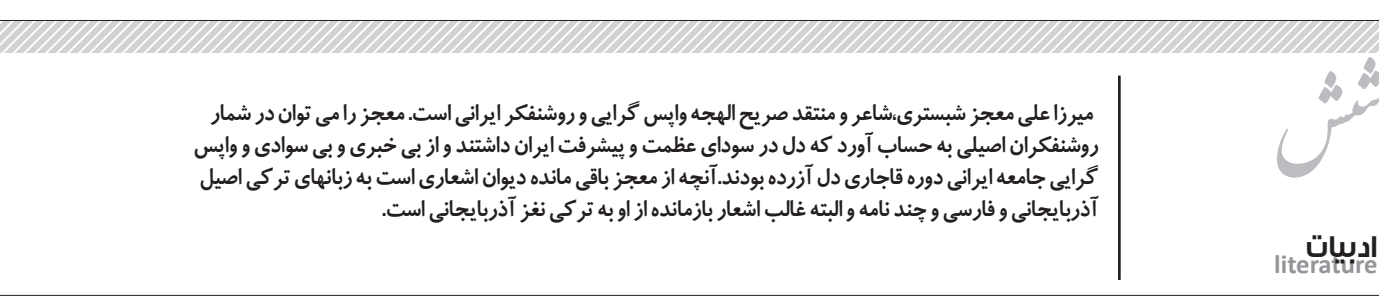 شش
ادبیات
literature
میرزا علی معجز شبستری،شاعر و منتقد صریح الهجه واپس گرایی و روشنفکر ایرانی است. معجز را می توان در شمار
روشنفکران اصیلی به حساب آورد که دل در سودای عظمت و پیشرفت ایران داشتند و از بی خبری و بی سوادی و واپس
گرایی جامعه ایرانی دوره قاجاری دل آزرده بودند.آنچه از معجز باقی مانده دیوان اشعاری است به زبانهای ترکی اصیل
آذربایجانی و فارسی و چند نامه و البته غالب اشعار بازمانده از او به ترکی نغز آذربایجانی است.